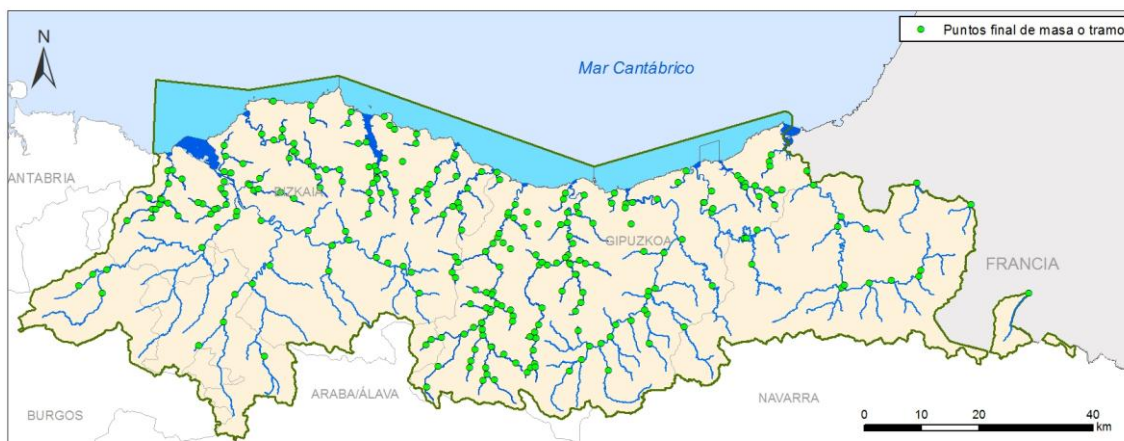 N
Puntos final de masa o tramo
Mar Cantábrico
ANTABRIA
BIZKAIA
GIPUZKOA
FRANCIA
ARABA/ÁLAVA
NAVARRA
BURGOS
0 10 20 40
km